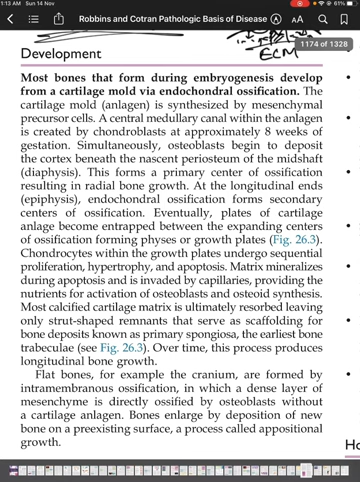 1:13 AM Sun 14 Nov
61%
Robbins and Cotran Pathologic Basis of Disease
AA
1174 of 1328
ECM
Development
Most bones that form during embryogenesis develop
from a cartilage mold via endochondral ossification. The
cartilage mold (anlagen) is synthesized by mesenchymal
precursor cells. A central medullary canal within the anlagen
is created by chondroblasts at approximately 8 weeks of
gestation. Simultaneously, osteoblasts begin to deposit
the cortex beneath the nascent periosteum of the midshaft
(diaphysis). This forms a primary center of ossification
resulting in radial bone growth. At the longitudinal ends
(epiphysis), endochondral ossification forms secondary
centers of ossification. Eventually, plates of cartilage
anlage become entrapped between the expanding centers
of ossification forming physes or growth plates (Fig. 26.3).
Chondrocytes within the growth plates undergo sequential
proliferation, hypertrophy, and apoptosis. Matrix mineralizes
during apoptosis and is invaded by capillaries, providing the
nutrients for activation of osteoblasts and osteoid synthesis.
Most calcified cartilage matrix is ultimately resorbed leaving
only strut-shaped remnants that serve as scaffolding for
bone deposits known as primary spongiosa, the earliest bone
trabeculae (see Fig. 26.3). Over time, this process produces
longitudinal bone growth.
Flat bones, for example the cranium, are formed by
intramembranous ossification, in which a dense layer of
mesenchyme is directly ossified by osteoblasts without
a cartilage anlagen. Bones enlarge by deposition of new
bone on a preexisting surface, a process called appositional
growth.
Ho